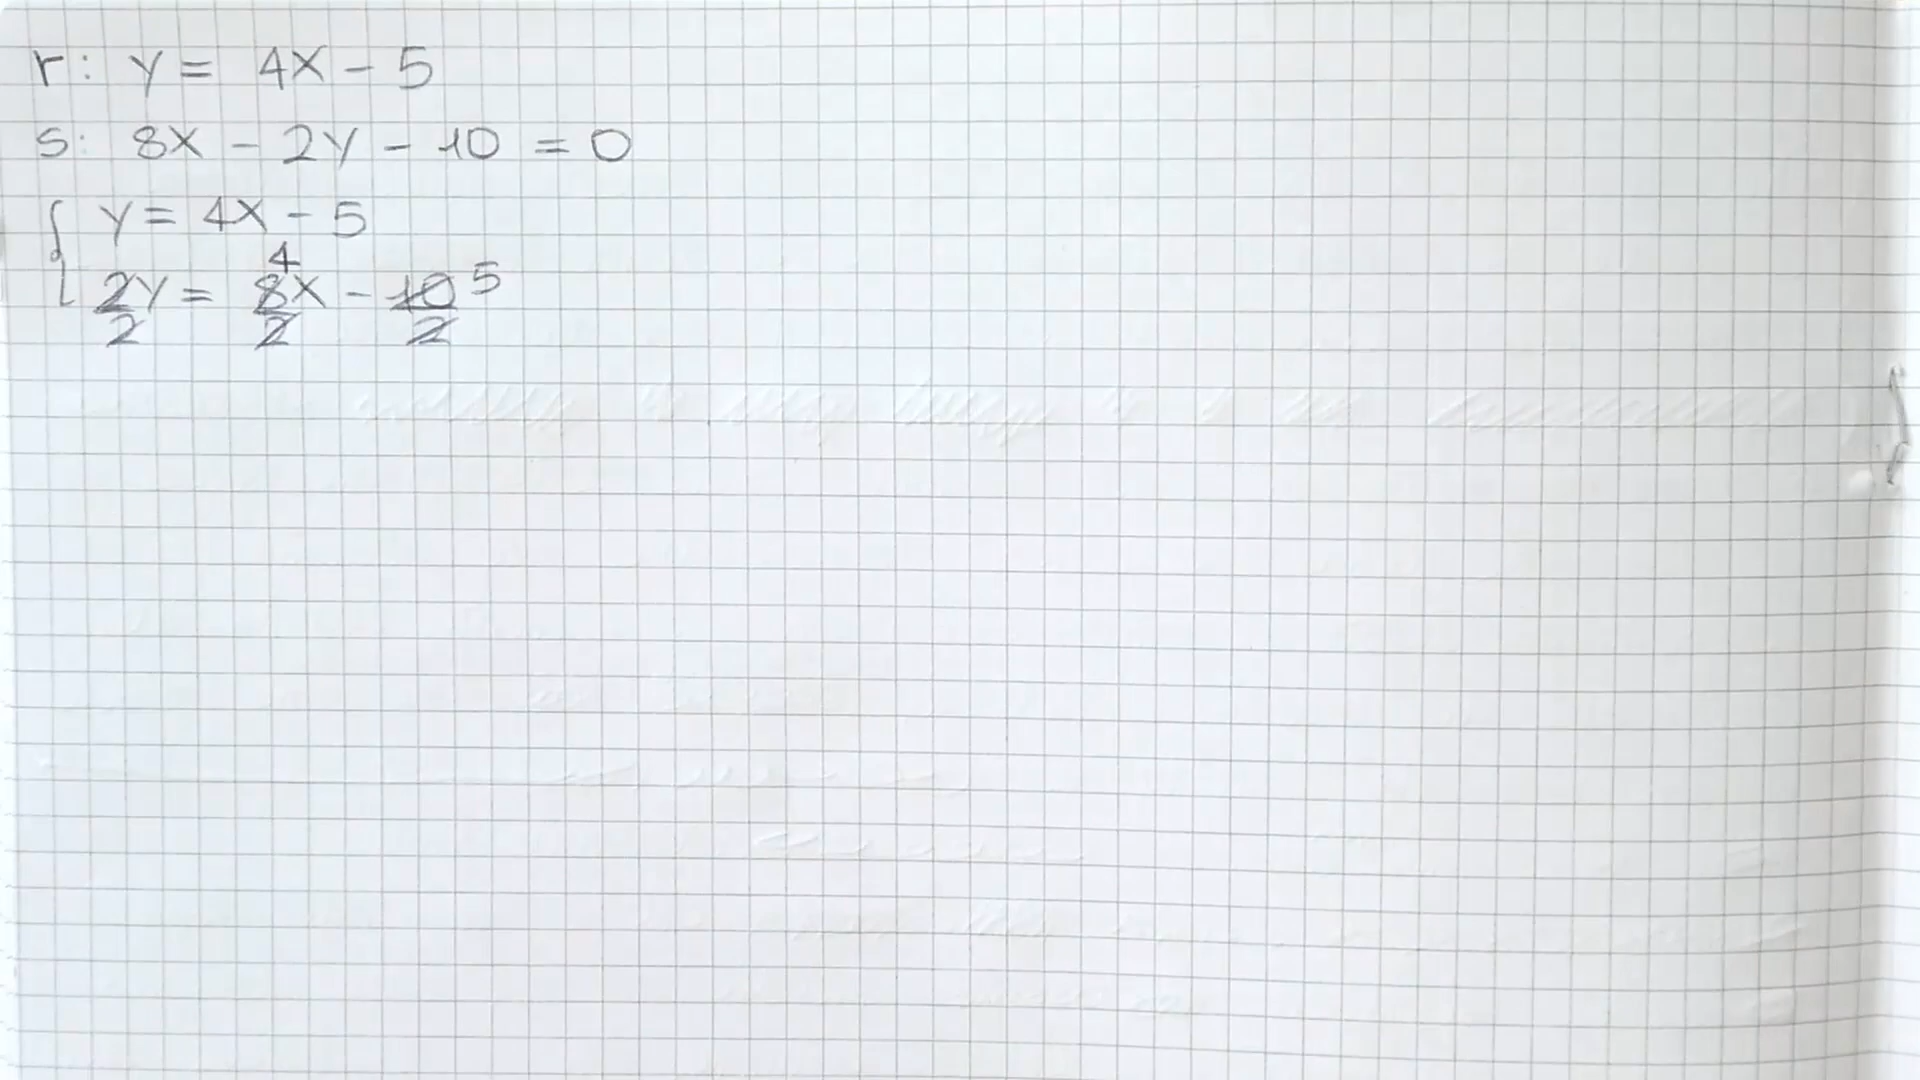 r: y = 4x - 5
s: 8x - 2y - 10 = 0
{ y = 4x - 5
4
2y = 8x - 10 5
2 2 2